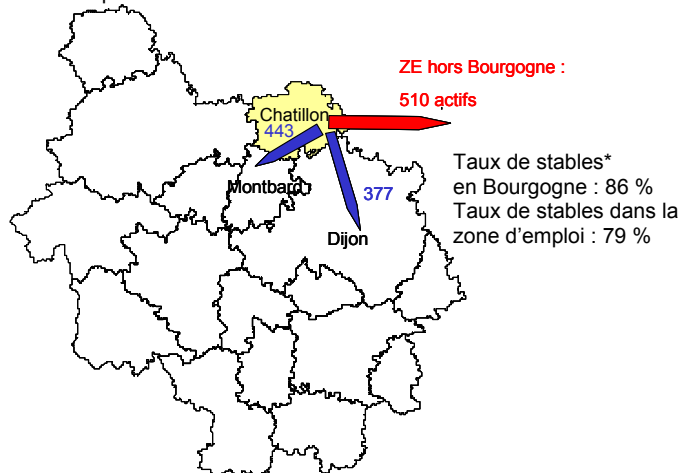 ZE hors Bourgogne :
510 actifs
Chatillon
443
Montbard
377
Dijon
Taux de stables*
en Bourgogne : 86 %
Taux de stables dans la
zone d'emploi : 79 %